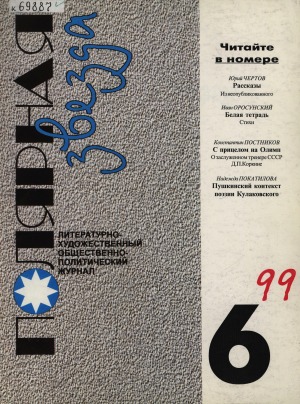 к 69887
ПОЛЯРНАЯ
звезда
ЛИТЕРАТУРНО-
ХУДОЖЕСТВЕННЫЙ
ОБЩЕСТВЕННО-
ПОЛИТИЧЕСКИЙ
ЖУРНАЛ
Читайте
в номере
Юрий ЧЕРТОВ
Рассказы
Из неопубликованного
Иван ОРОСУНСКИЙ
Белая тетрадь
Стихи
Константин ПОСТНИКОВ
С прицелом на Олимп
О заслуженном тренере СССР
Д.П.Коркине
Надежда ПОКАТИЛОВА
Пушкинский контекст
поэзии Кулаковского
99
6